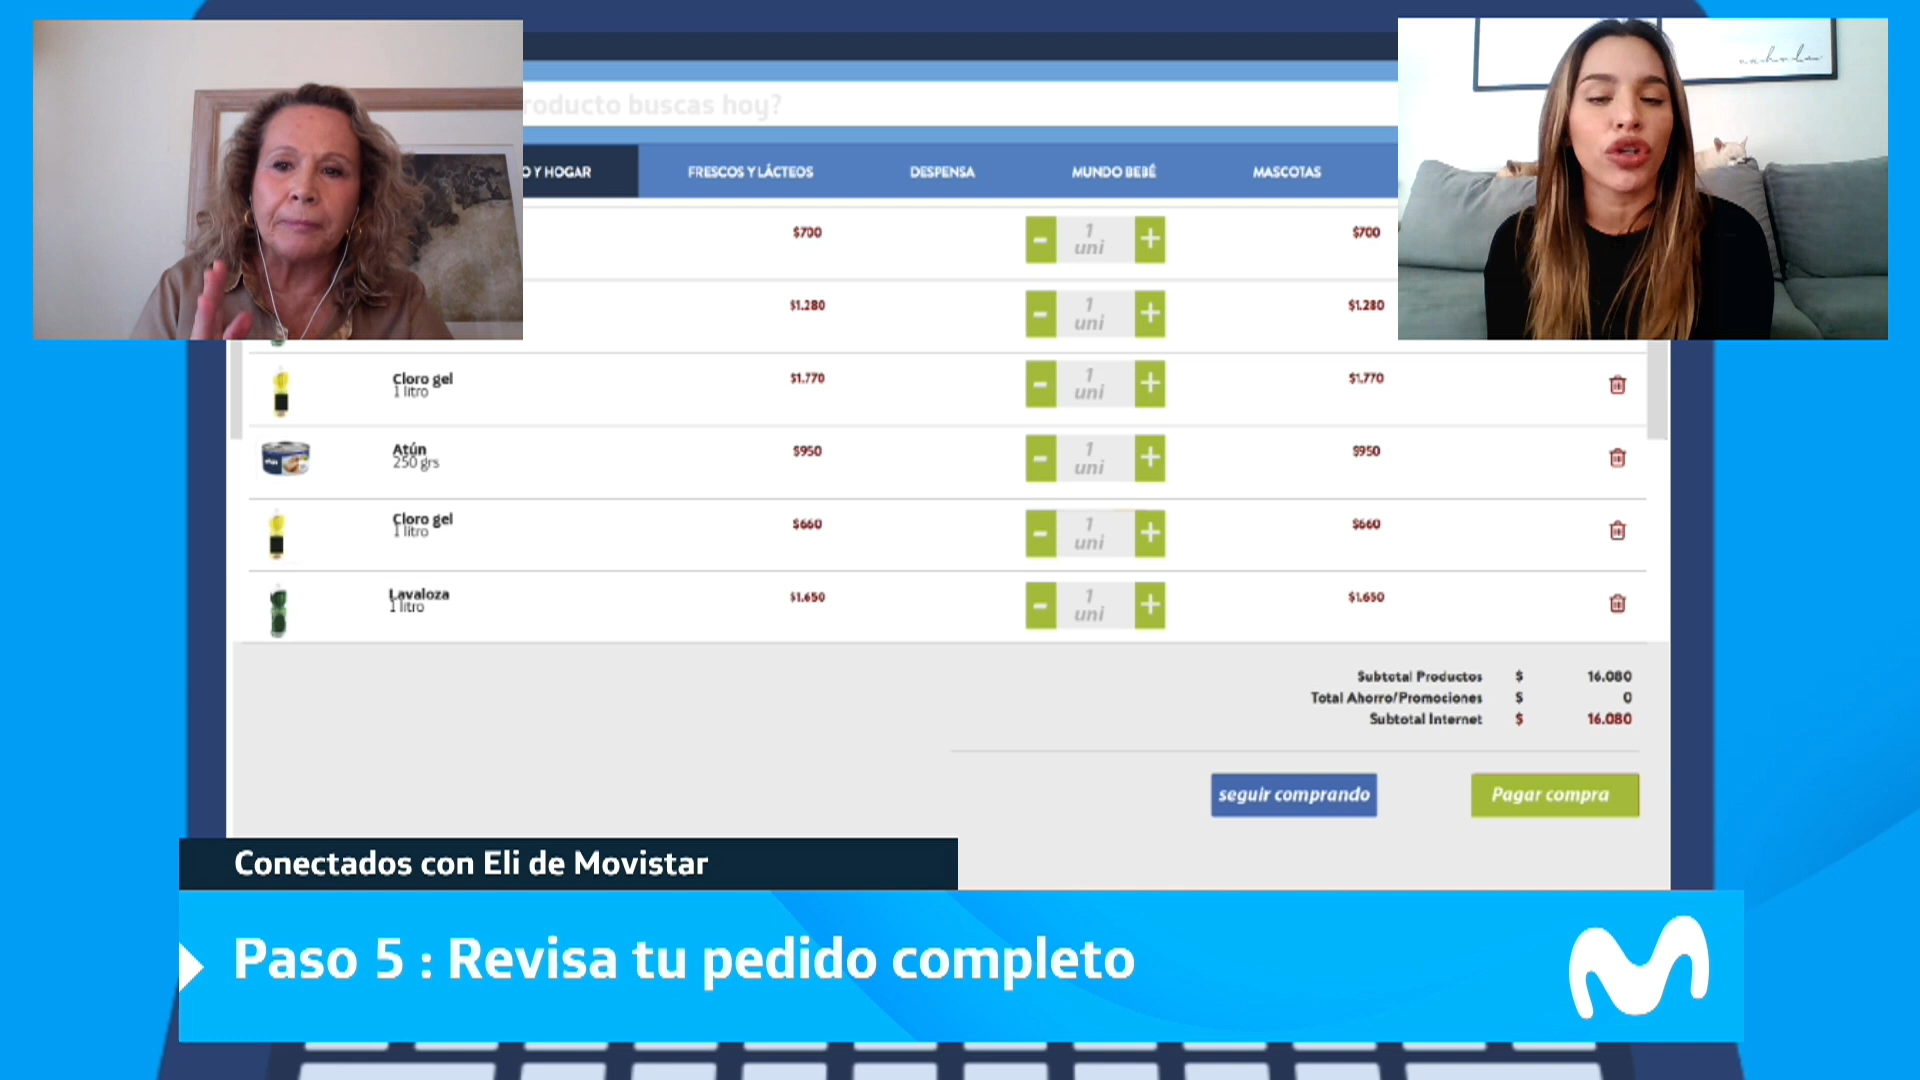 roducto buscas hoy?
O Y HOGAR
FRESCOS Y LÁCTEOS
DESPENSA
MUNDO BEBÉ
MASCOTAS
$700
- 1 uni +
$700
$1.280
- 1 uni +
$1.280
Cloro gel
1 litro
$1.770
- 1 uni +
$1.770
Atún
250 grs
$950
- 1 uni +
$950
Cloro gel
1 litro
$660
- 1 uni +
$660
Lavaloza
1 litro
$1.650
- 1 uni +
$1.650
Subtotal Productos $ 16.080
Total Ahorro/Promociones $ 0
Subtotal Internet $ 16.080
seguir comprando
Pagar compra
Conectados con Eli de Movistar
Paso 5 : Revisa tu pedido completo